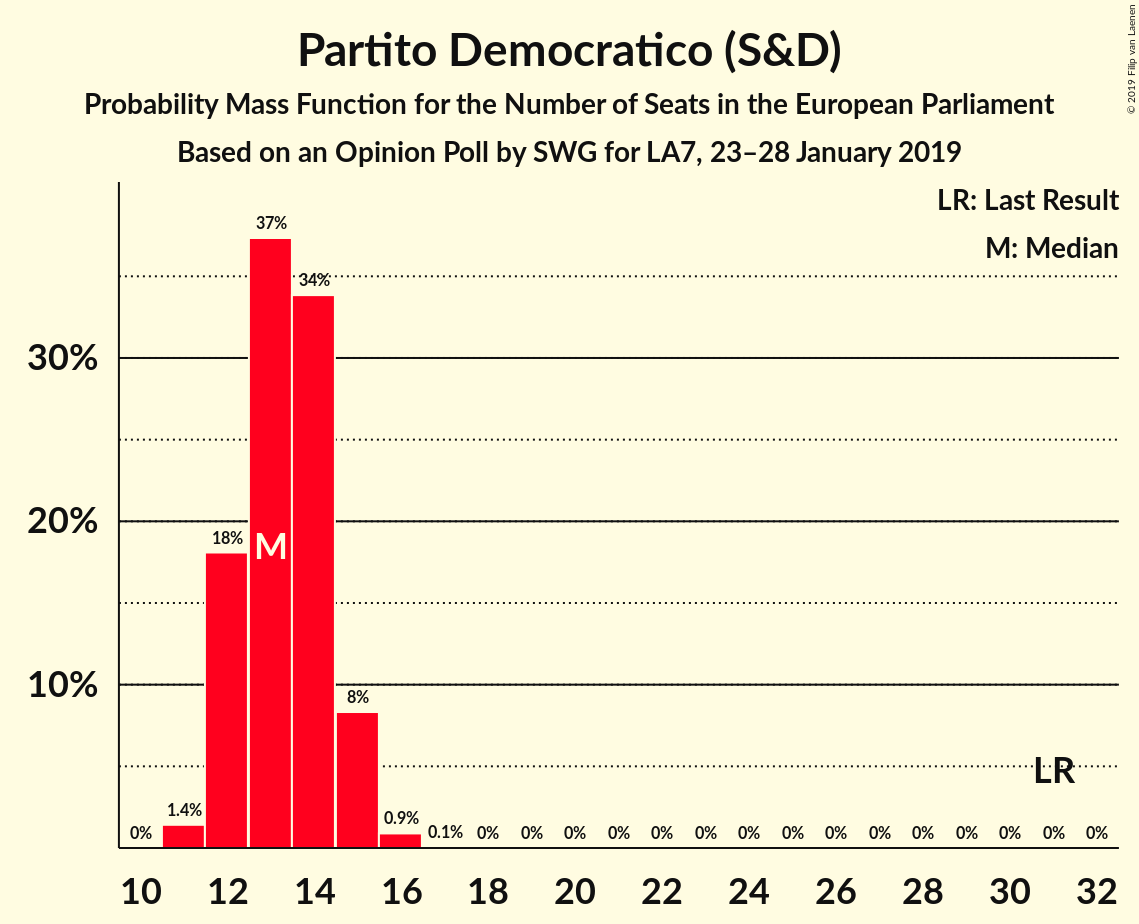 Partito Democratico (S&D)
Probability Mass Function for the Number of Seats in the European Parliament
Based on an Opinion Poll by SWG for LA7, 23–28 January 2019
© 2019 Filip van Laenen
LR: Last Result
M: Median
30%
20%
10%
0% 1.4% 18% 37% 34% 8% 0.9% 0.1% 0% 0% 0% 0% 0% 0% 0% 0% 0% 0% 0% 0% 0% 0% 0%
M
LR
10 12 14 16 18 20 22 24 26 28 30 32